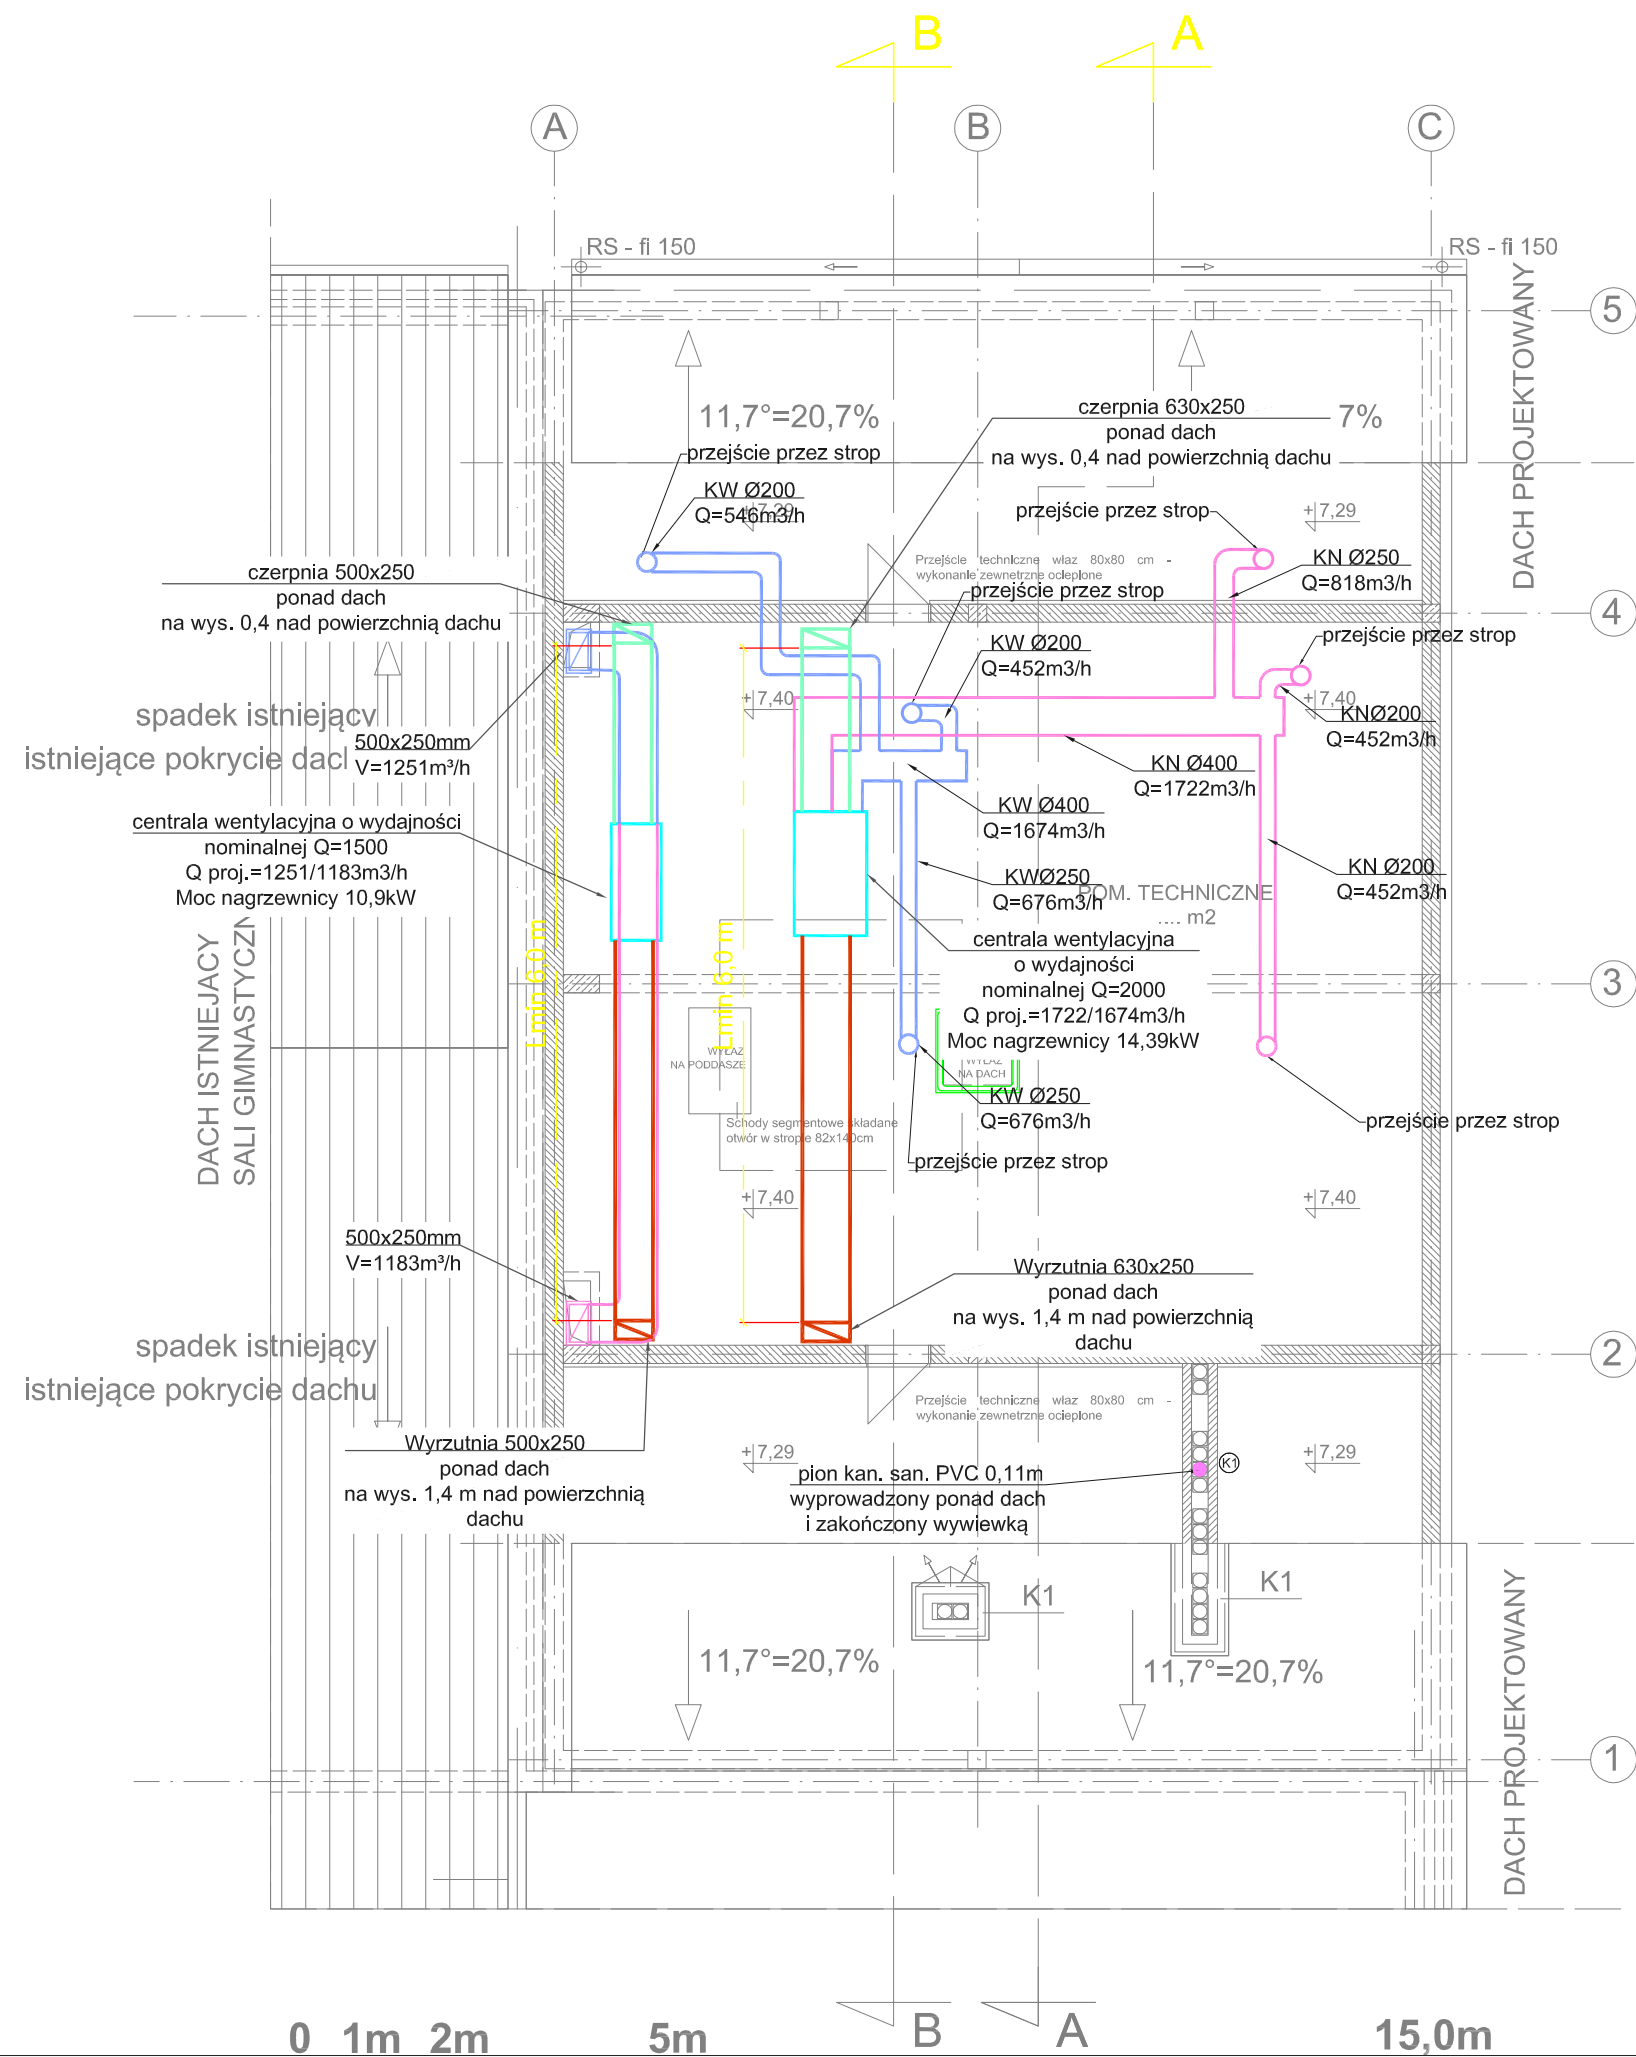 B
A
A
B
C
RS - fi 150
RS - fi 150
5
DACH PROJEKTOWANY
11,7°=20,7%
czerpnia 630x250
ponad dach
na wys. 0,4 nad powierzchnią dachu
7%
przejście przez strop
KW Ø200
Q=546m3/h
+7,29
przejście przez strop
+7,29
Przejście techniczne właz 80x80 cm -
wykonanie zewnetrzne ocieplone
KN Ø250
Q=818m3/h
czerpnia 500x250
ponad dach
na wys. 0,4 nad powierzchnią dachu
przejście przez strop
4
przejście przez strop
KW Ø200
Q=452m3/h
+7,40
+7,40
KNØ200
Q=452m3/h
spadek istniejący
istniejące pokrycie dacl
500x250mm
V=1251m³/h
KN Ø400
Q=1722m3/h
KW Ø400
Q=1674m3/h
centrala wentylacyjna o wydajności
nominalnej Q=1500
Q proj.=1251/1183m3/h
Moc nagrzewnicy 10,9kW
KWØ250
Q=676m3/h
KN Ø200
Q=452m3/h
POM. TECHNICZNE
.... m2
centrala wentylacyjna
o wydajności
nominalnej Q=2000
Q proj.=1722/1674m3/h
Moc nagrzewnicy 14,39kW
Lmin 6,0 m
Lmin 6,0 m
3
DACH ISTNIEJACY
SALI GIMNASTYCZN
WYŁAZ
NA PODDASZE
WYŁAZ
NA DACH
KW Ø250
Q=676m3/h
Schody segmentowe składane
otwór w stropie 82x140cm
przejście przez strop
przejście przez strop
+7,40
+7,40
500x250mm
V=1183m³/h
Wyrzutnia 630x250
ponad dach
na wys. 1,4 m nad powierzchnią
dachu
spadek istniejący
istniejące pokrycie dachu
2
Przejście techniczne właz 80x80 cm -
wykonanie zewnetrzne ocieplone
Wyrzutnia 500x250
ponad dach
na wys. 1,4 m nad powierzchnią
dachu
+7,29
+7,29
pion kan. san. PVC 0,11m
wyprowadzony ponad dach
i zakończony wywiewką
K1
K1
K1
11,7°=20,7%
11,7°=20,7%
DACH PROJEKTOWANY
1
B
A
0 1m 2m 5m 15,0m